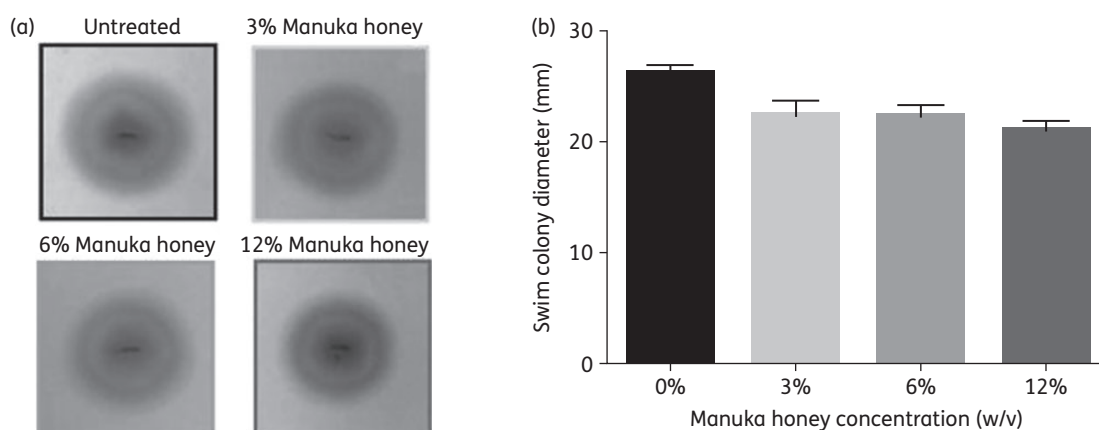 (a)
Untreated
3% Manuka honey
6% Manuka honey
12% Manuka honey
(b)
30
20
10
0
Swim colony diameter (mm)
0%
3%
6%
12%
Manuka honey concentration (w/v)